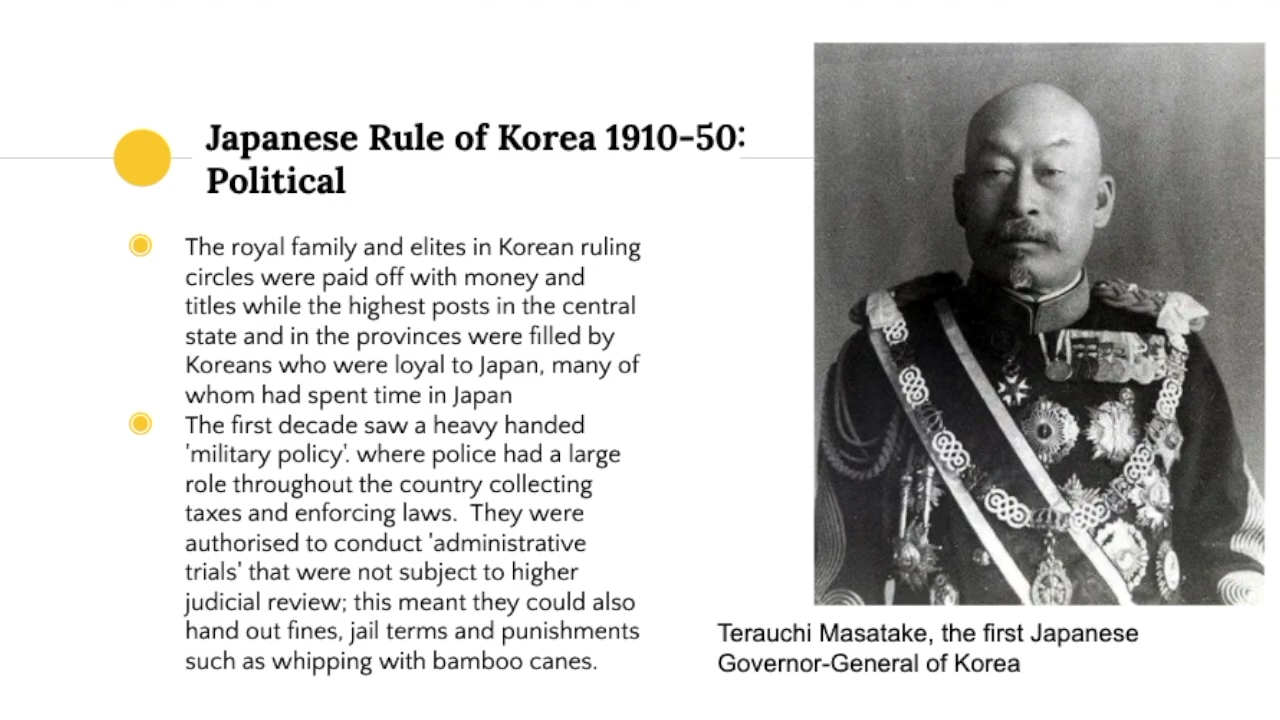 Japanese Rule of Korea 1910-50:
Political
The royal family and elites in Korean ruling
circles were paid off with money and
titles while the highest posts in the central
state and in the provinces were filled by
Koreans who were loyal to Japan, many of
whom had spent time in Japan
The first decade saw a heavy handed
'military policy'. where police had a large
role throughout the country collecting
taxes and enforcing laws.  They were
authorised to conduct 'administrative
trials' that were not subject to higher
judicial review; this meant they could also
hand out fines, jail terms and punishments
such as whipping with bamboo canes.
Terauchi Masatake, the first Japanese
Governor-General of Korea